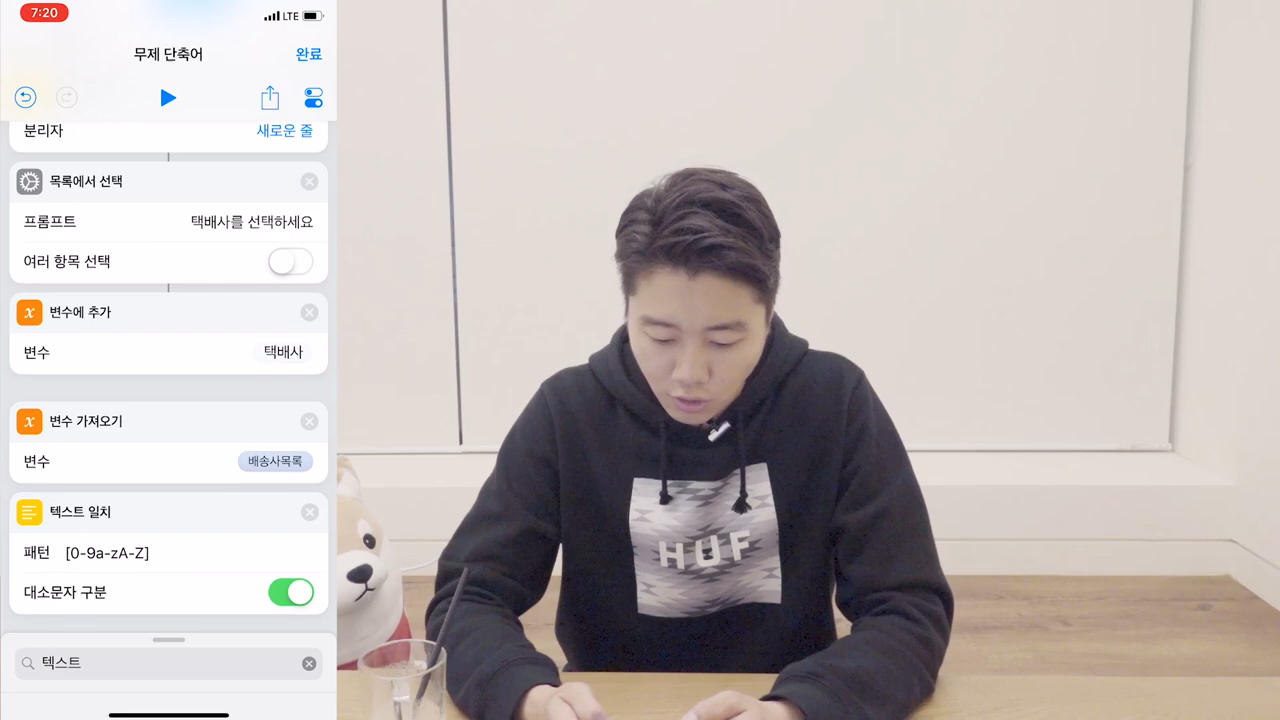 7:20
LTE
무제 단축어
완료
분리자
새로운 줄
목록에서 선택
프롬프트
택배사를 선택하세요
여러 항목 선택
x 변수에 추가
변수
택배사
x 변수 가져오기
변수
배송사목록
텍스트 일치
패턴 [0-9a-zA-Z]
대소문자 구분
텍스트
HUF